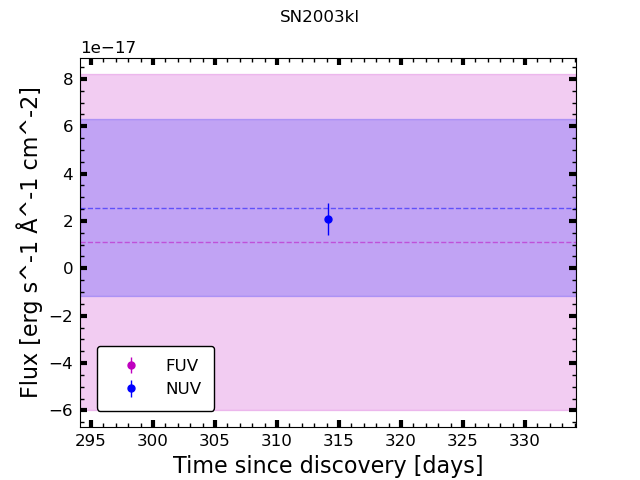 SN2003kl
1e−17
8
6
4
2
0
−2
−4
−6
Flux [erg s^-1 Å^-1 cm^-2]
FUV
NUV
295 300 305 310 315 320 325 330
Time since discovery [days]